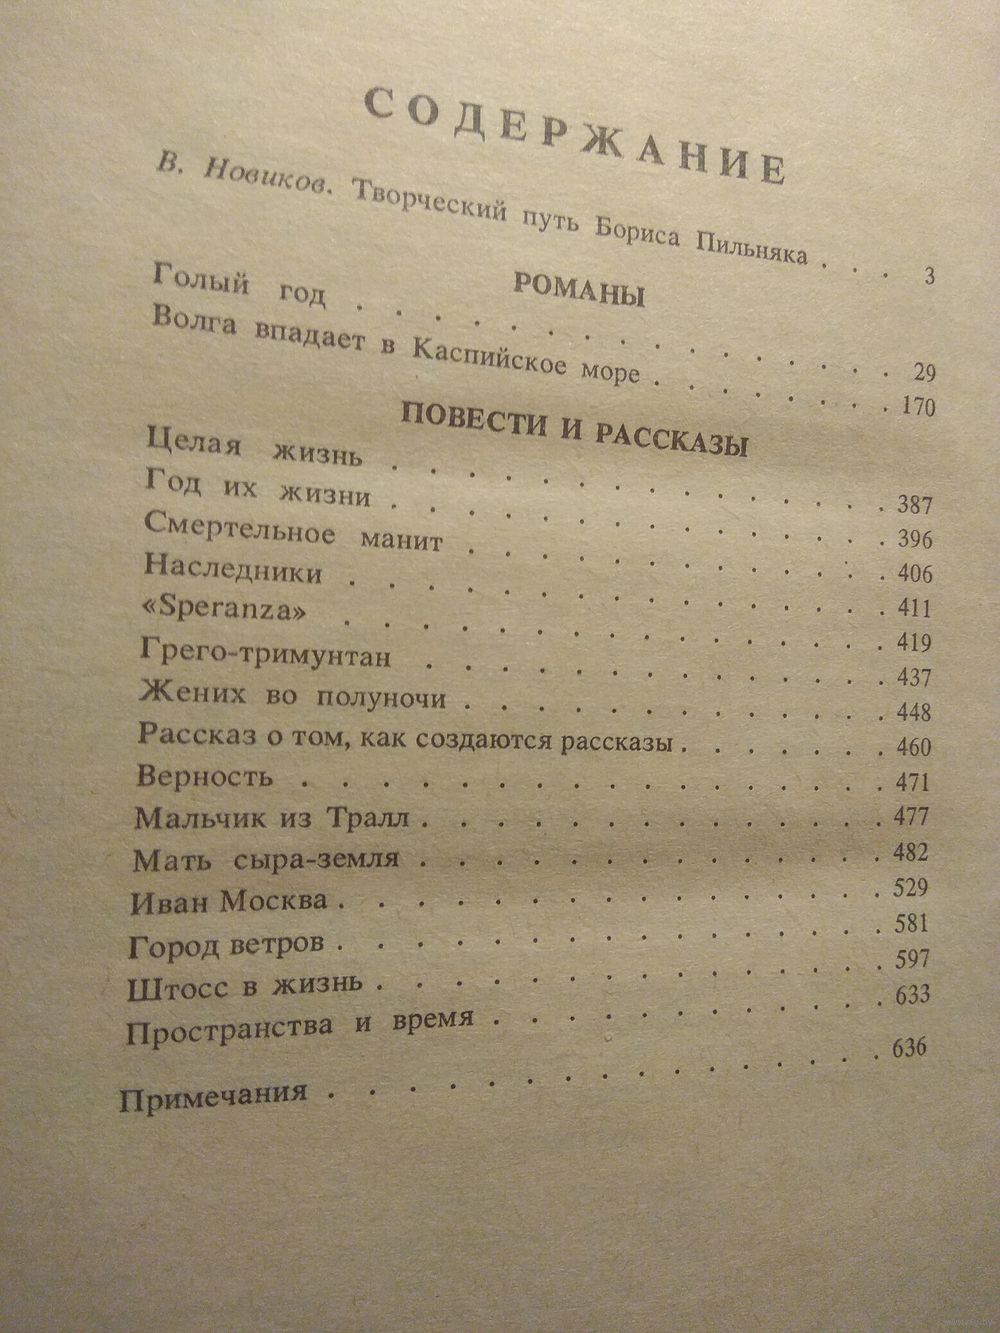 СОДЕРЖАНИЕ
В. Новиков. Творческий путь Бориса Пильняка . . . 3
РОМАНЫ
Голый год . . . . . . . . . . . . . . . 29
Волга впадает в Каспийское море . . . . . . . 170
ПОВЕСТИ И РАССКАЗЫ
Целая жизнь . . . . . . . . . . . . . . 387
Год их жизни . . . . . . . . . . . . . . 396
Смертельное манит . . . . . . . . . . . . 406
Наследники . . . . . . . . . . . . . . . 411
«Speranza» . . . . . . . . . . . . . . . 419
Грего-тримунтан . . . . . . . . . . . . . 437
Жених во полуночи . . . . . . . . . . . . 448
Рассказ о том, как создаются рассказы . . . . . . 460
Верность . . . . . . . . . . . . . . . . 471
Мальчик из Тралл . . . . . . . . . . . . . 477
Мать сыра-земля . . . . . . . . . . . . . 482
Иван Москва . . . . . . . . . . . . . . . 529
Город ветров . . . . . . . . . . . . . . . 581
Штосс в жизнь . . . . . . . . . . . . . . 597
Пространства и время . . . . . . . . . . . 633
Примечания . . . . . . . . . . . . . . . 636